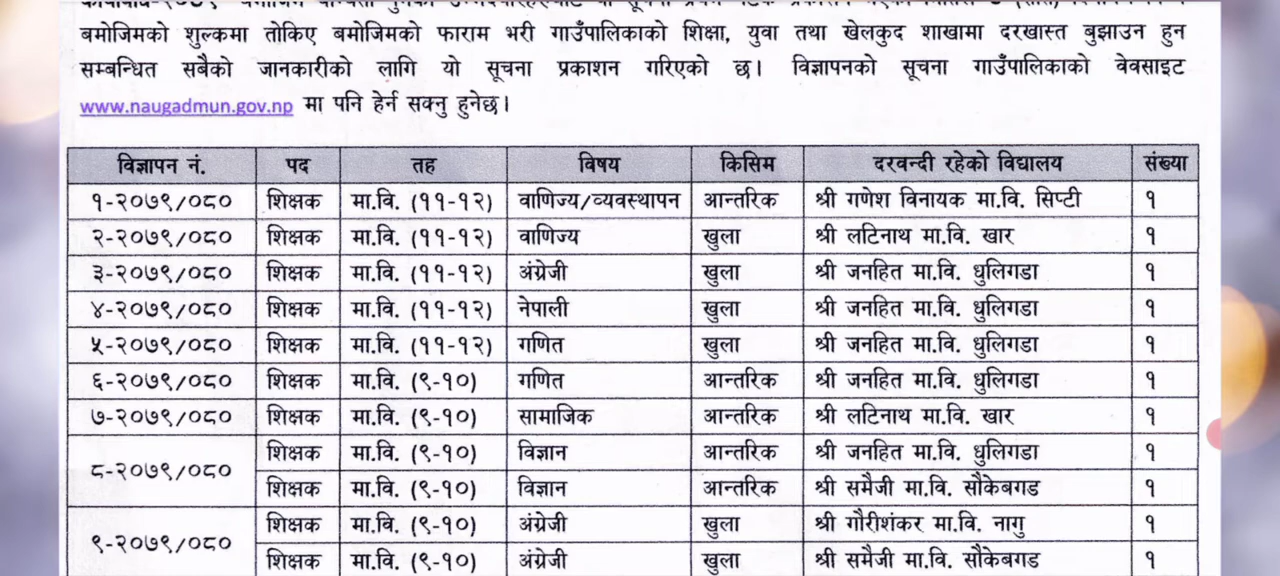 बमोजिमको शुल्कमा तोकिए बमोजिमको फाराम भरी गाउँपालिकाको शिक्षा, युवा तथा खेलकुद शाखामा दरखास्त बुझाउन हुन
सम्बन्धित सबैको जानकारीको लागि यो सूचना प्रकाशन गरिएको छ। विज्ञापनको सूचना गाउँपालिकाको वेवसाइट
www.naugadmun.gov.np मा पनि हेर्न सक्नु हुनेछ।
विज्ञापन नं. पद तह विषय किसिम दरवन्दी रहेको विद्यालय संख्या
१-२०७९/०८० शिक्षक मा.वि. (११-१२) वाणिज्य/व्यवस्थापन आन्तरिक श्री गणेश विनायक मा.वि. सिप्टी १
२-२०७९/०८० शिक्षक मा.वि. (११-१२) वाणिज्य खुला श्री लटिनाथ मा.वि. खार १
३-२०७९/०८० शिक्षक मा.वि. (११-१२) अंग्रेजी खुला श्री जनहित मा.वि. धुलिगडा १
४-२०७९/०८० शिक्षक मा.वि. (११-१२) नेपाली खुला श्री जनहित मा.वि. धुलिगडा १
५-२०७९/०८० शिक्षक मा.वि. (११-१२) गणित खुला श्री जनहित मा.वि. धुलिगडा १
६-२०७९/०८० शिक्षक मा.वि. (९-१०) गणित आन्तरिक श्री जनहित मा.वि. धुलिगडा १
७-२०७९/०८० शिक्षक मा.वि. (९-१०) सामाजिक आन्तरिक श्री लटिनाथ मा.वि. खार १
८-२०७९/०८० शिक्षक मा.वि. (९-१०) विज्ञान आन्तरिक श्री जनहित मा.वि. धुलिगडा १
शिक्षक मा.वि. (९-१०) विज्ञान आन्तरिक श्री समैजी मा.वि. सौकेबगड १
९-२०७९/०८० शिक्षक मा.वि. (९-१०) अंग्रेजी खुला श्री गौरीशंकर मा.वि. नागु १
शिक्षक मा.वि. (९-१०) अंग्रेजी खुला श्री समैजी मा.वि. सौकेबगड १